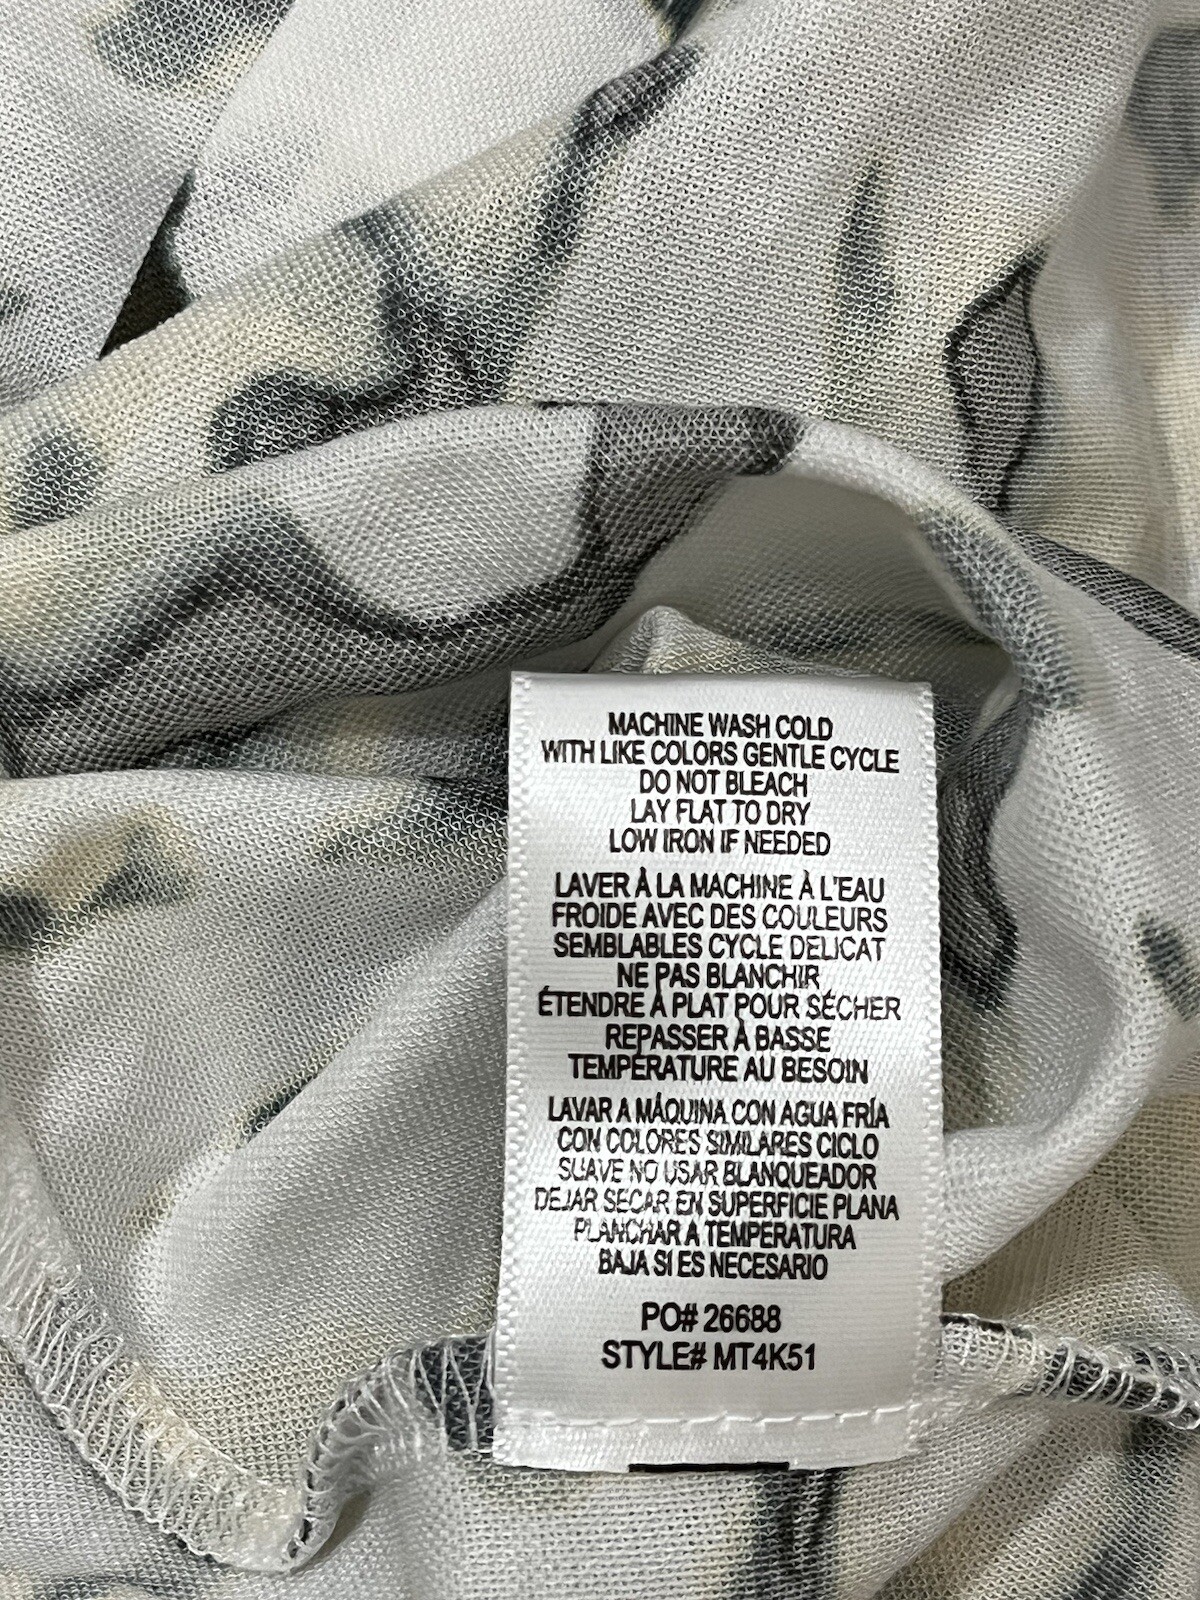 MACHINE WASH COLD
WITH LIKE COLORS GENTLE CYCLE
DO NOT BLEACH
LAY FLAT TO DRY
LOW IRON IF NEEDED
LAVER À LA MACHINE À L'EAU
FROIDE AVEC DES COULEURS
SEMBLABLES CYCLE DELICAT
NE PAS BLANCHIR
ÉTENDRE À PLAT POUR SÉCHER
REPASSER À BASSE
TEMPÉRATURE AU BESOIN
LAVAR A MÁQUINA CON AGUA FRÍA
CON COLORES SIMILARES CICLO
SUAVE NO USAR BLANQUEADOR
DEJAR SECAR EN SUPERFICIE PLANA
PLANCHAR A TEMPERATURA
BAJA SI ES NECESARIO
PO# 26688
STYLE# MT4K51